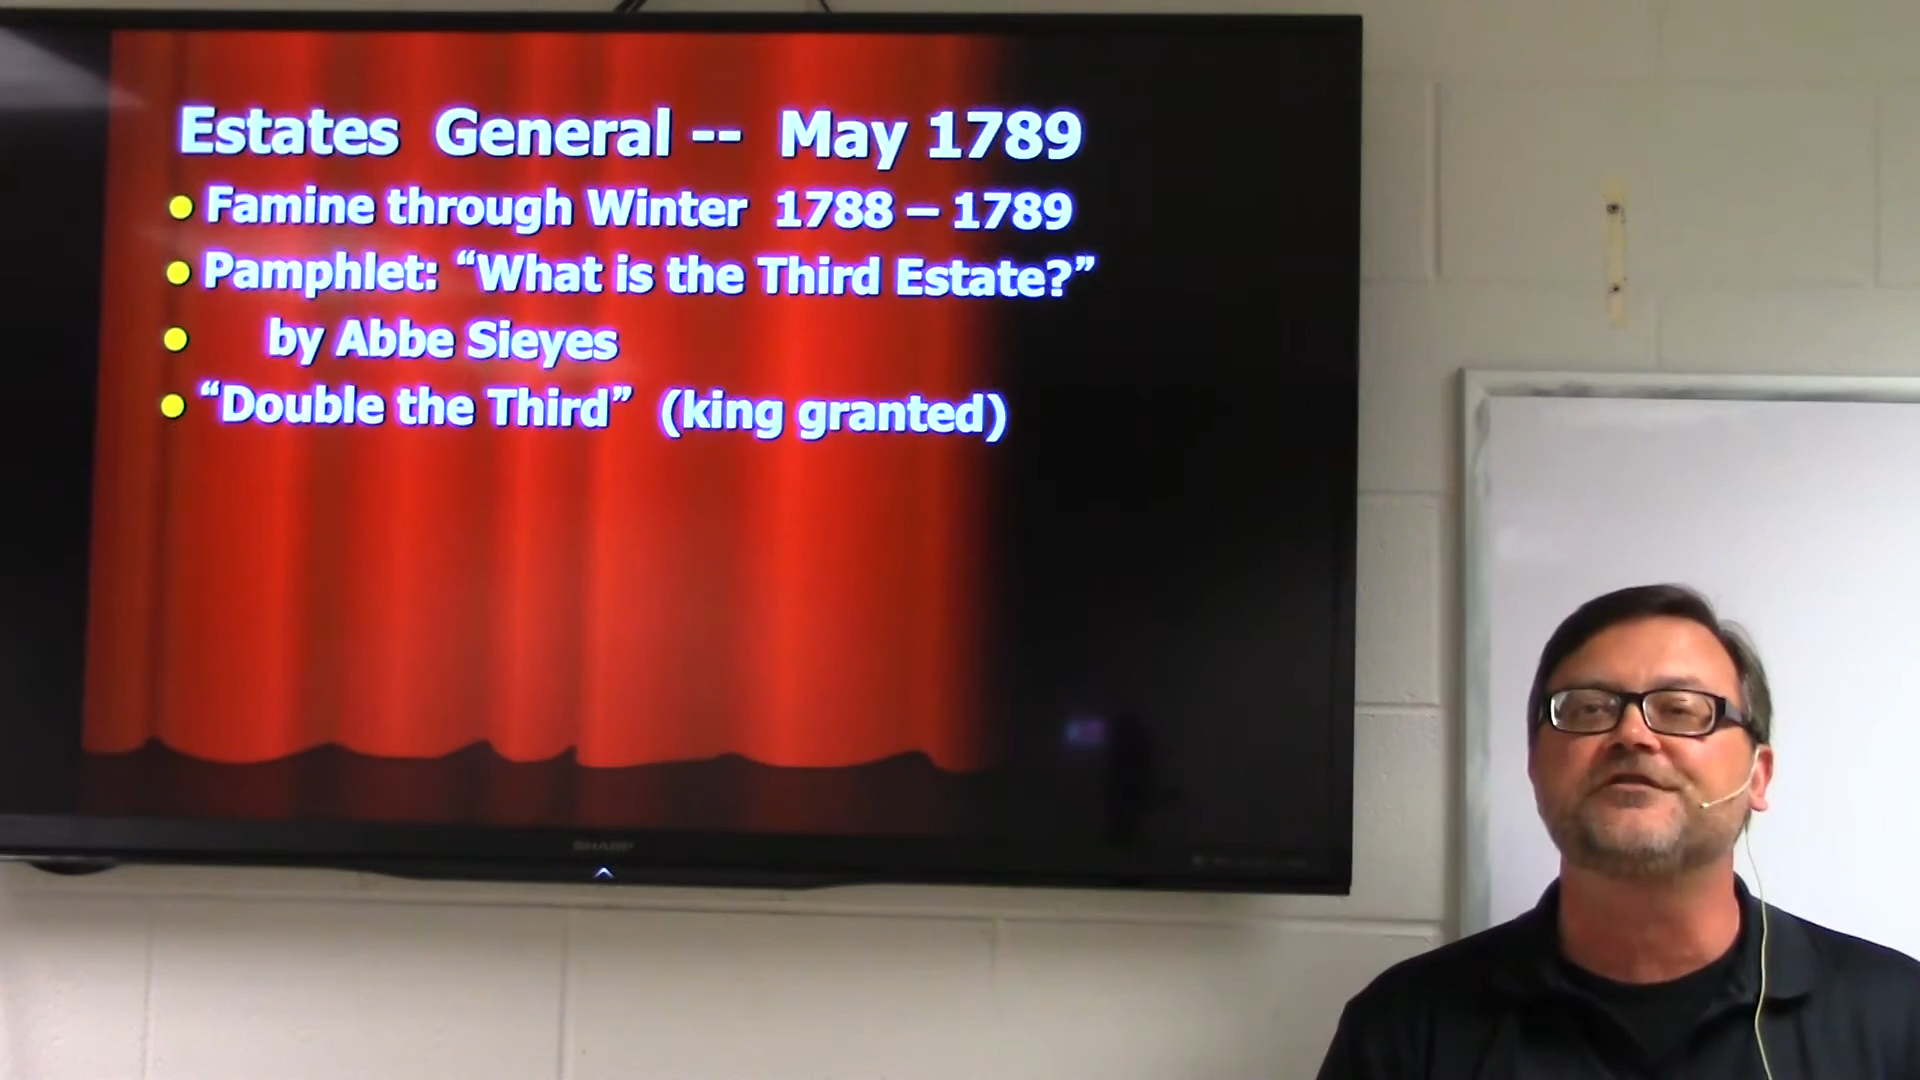 Estates General -- May 1789
Famine through Winter 1788 – 1789
Pamphlet: “What is the Third Estate?”
by Abbe Sieyes
“Double the Third” (king granted)
SHARP